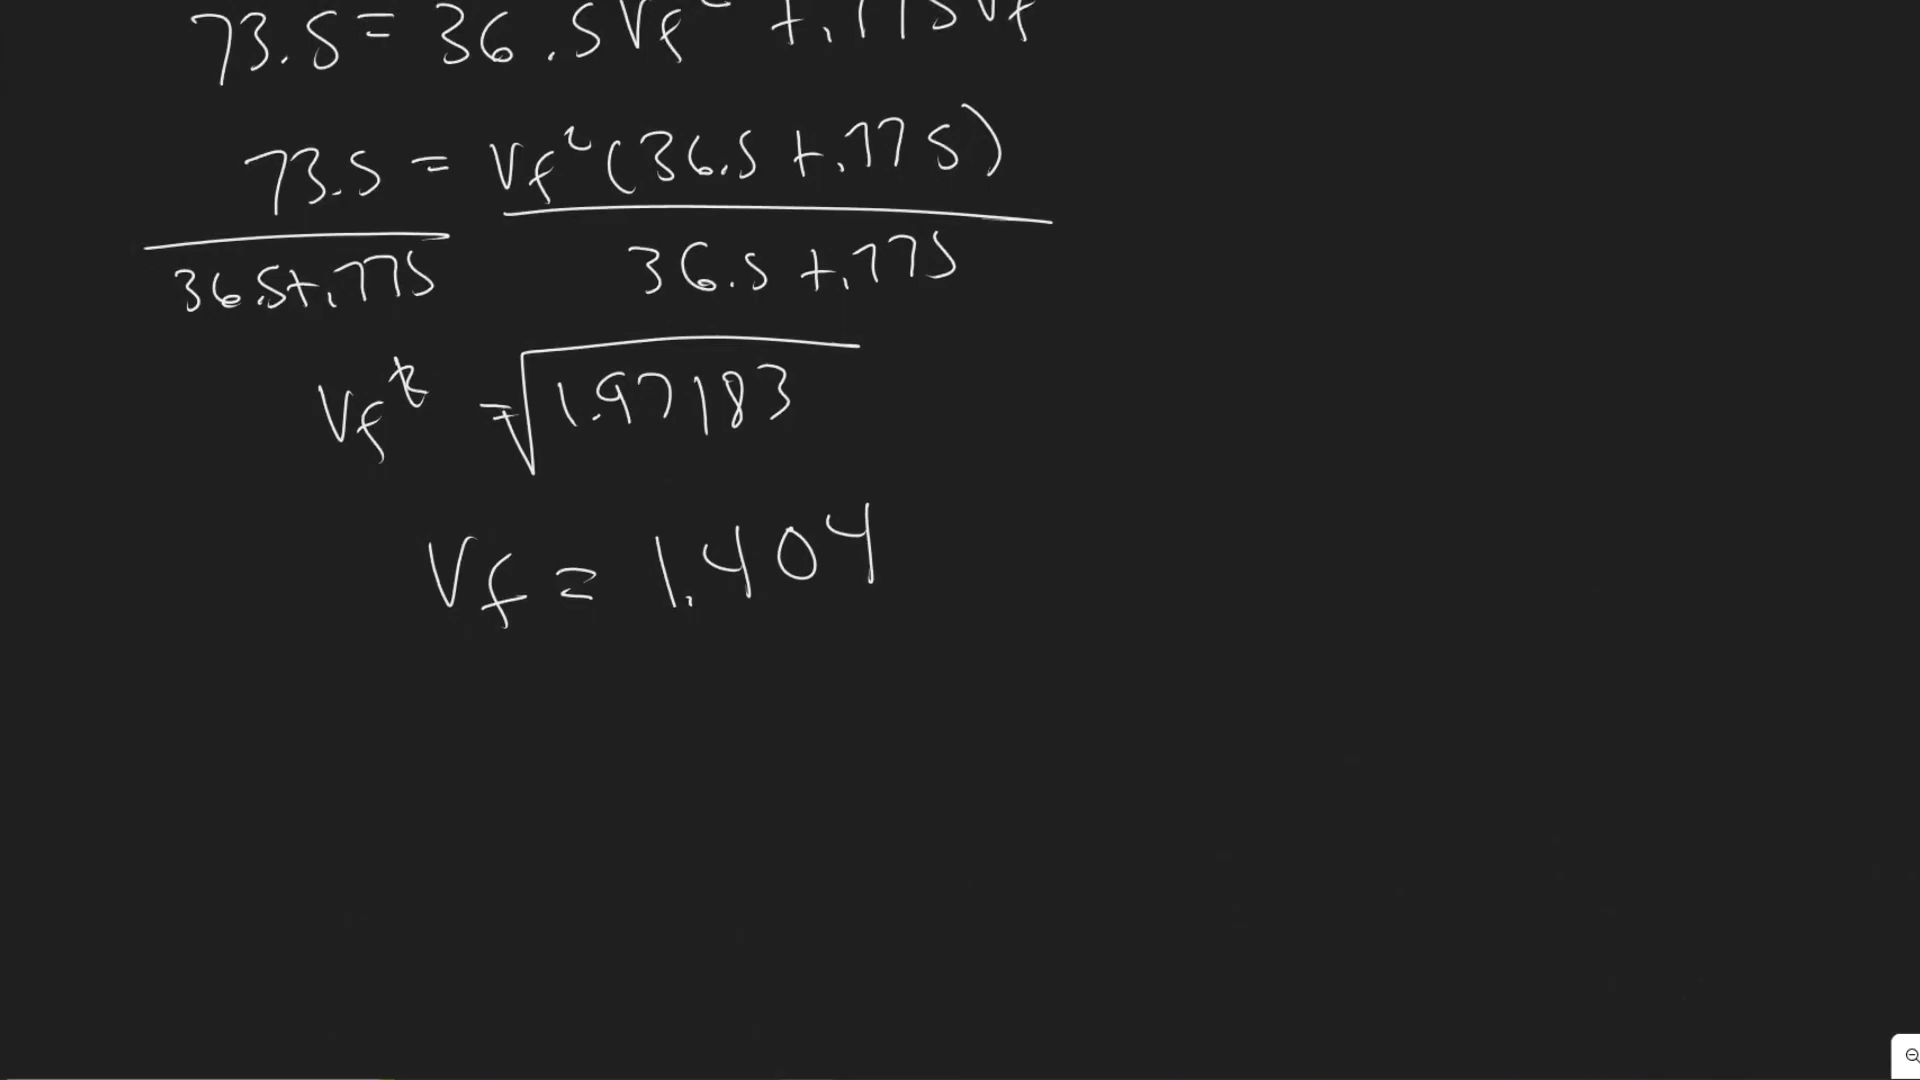 73.5 = 36.5Vf² + .775Vf
73.5 = Vf²(36.5 + .775)
36.5+.775 36.5 +.775
Vf² = √1.97183
Vf = 1.404